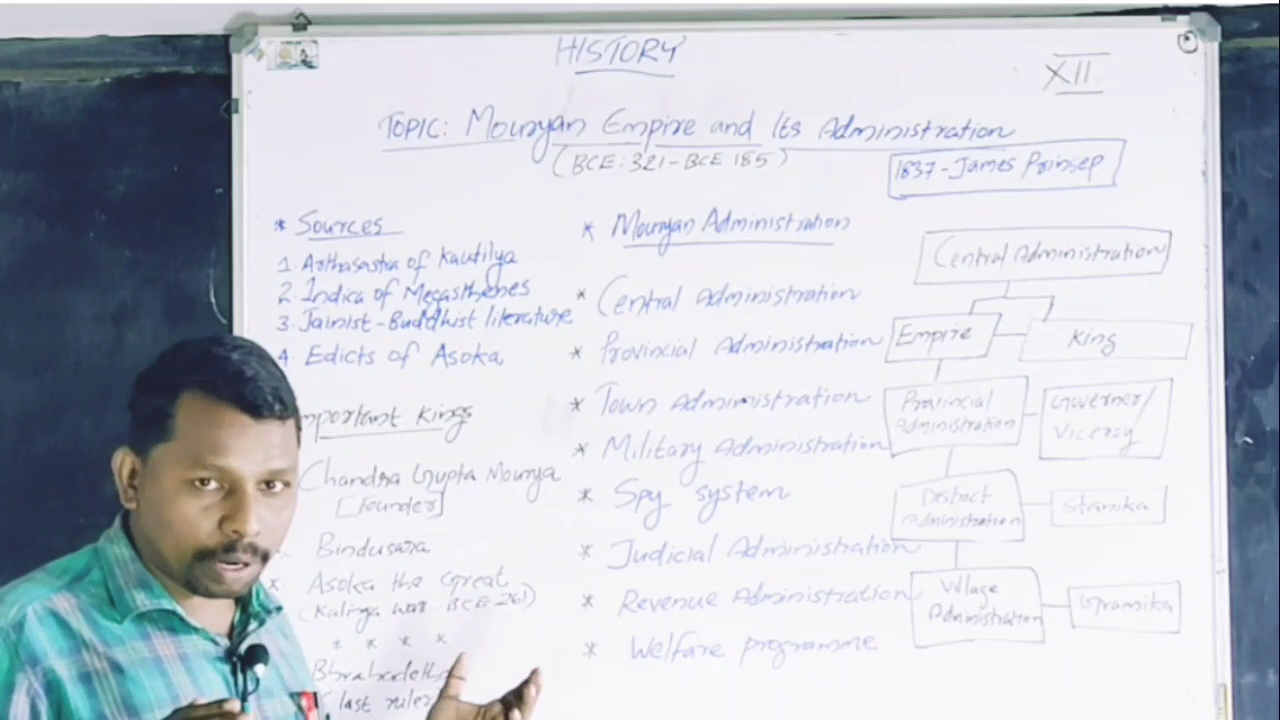 HISTORY
XII
TOPIC: Mouryan Empire and Its Administration
(BCE: 321-BCE 185)
1837-James Prinsep
* Sources
1. Arthasastra of Kautilya
2 Indica of Megasthenes
3. Jainist-Buddhist literature
4. Edicts of Asoka
mportant Kings
Chandra Gupta Mourya
[founder]
Bindusara
* Asoka the Great
(Kalinga war- BCE-261)
* * * *
last ruler
* Mouryan Administration
* Central Administration
* Provincial Administration
* Town Administration
* Military Administration
* Spy system
* Judicial Administration
* Revenue Administration
* Welfare programme
Central Administration
Empire
King
Provincial
Administration
Governer/
Viceroy
District
Administration
Stanika
Village
Administration
Gramika